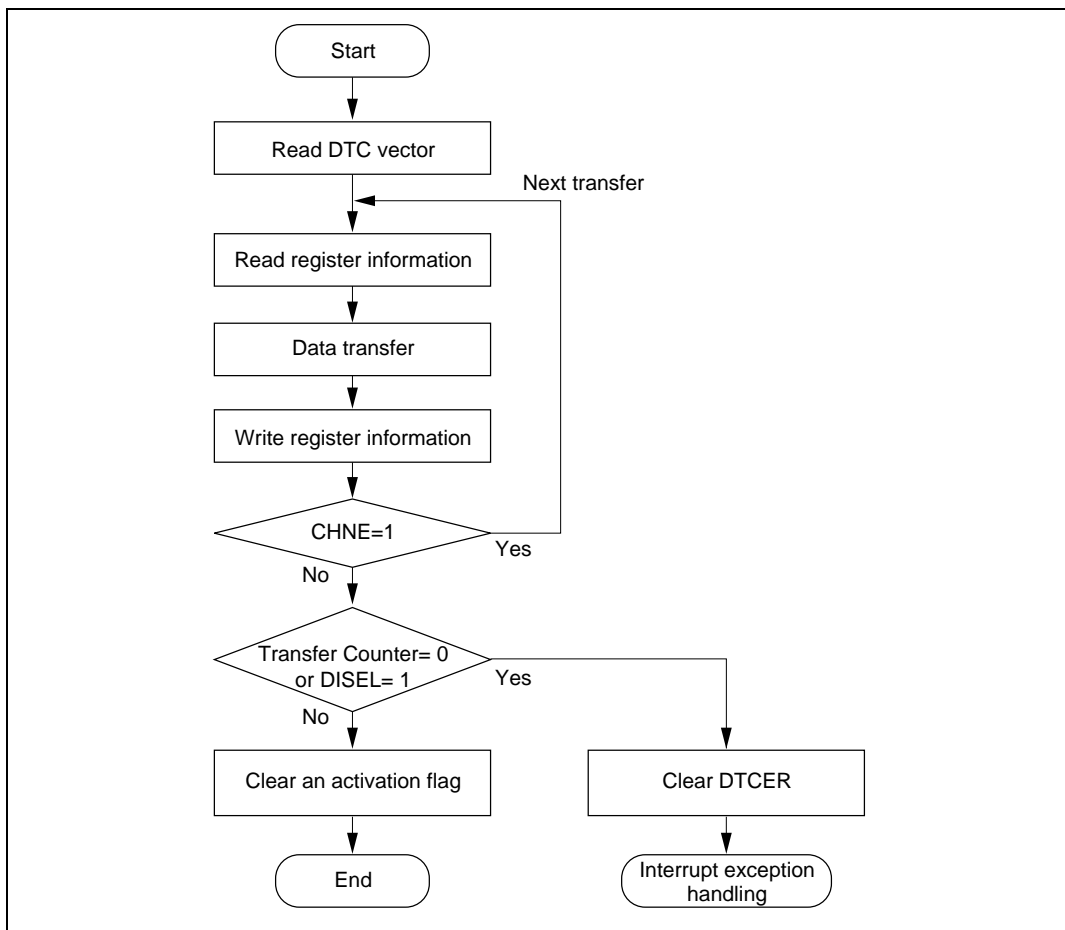 Start
Read DTC vector
Next transfer
Read register information
Data transfer
Write register information
CHNE=1
Yes
No
Transfer Counter= 0
or DISEL= 1
Yes
No
Clear an activation flag
Clear DTCER
End
Interrupt exception
handling